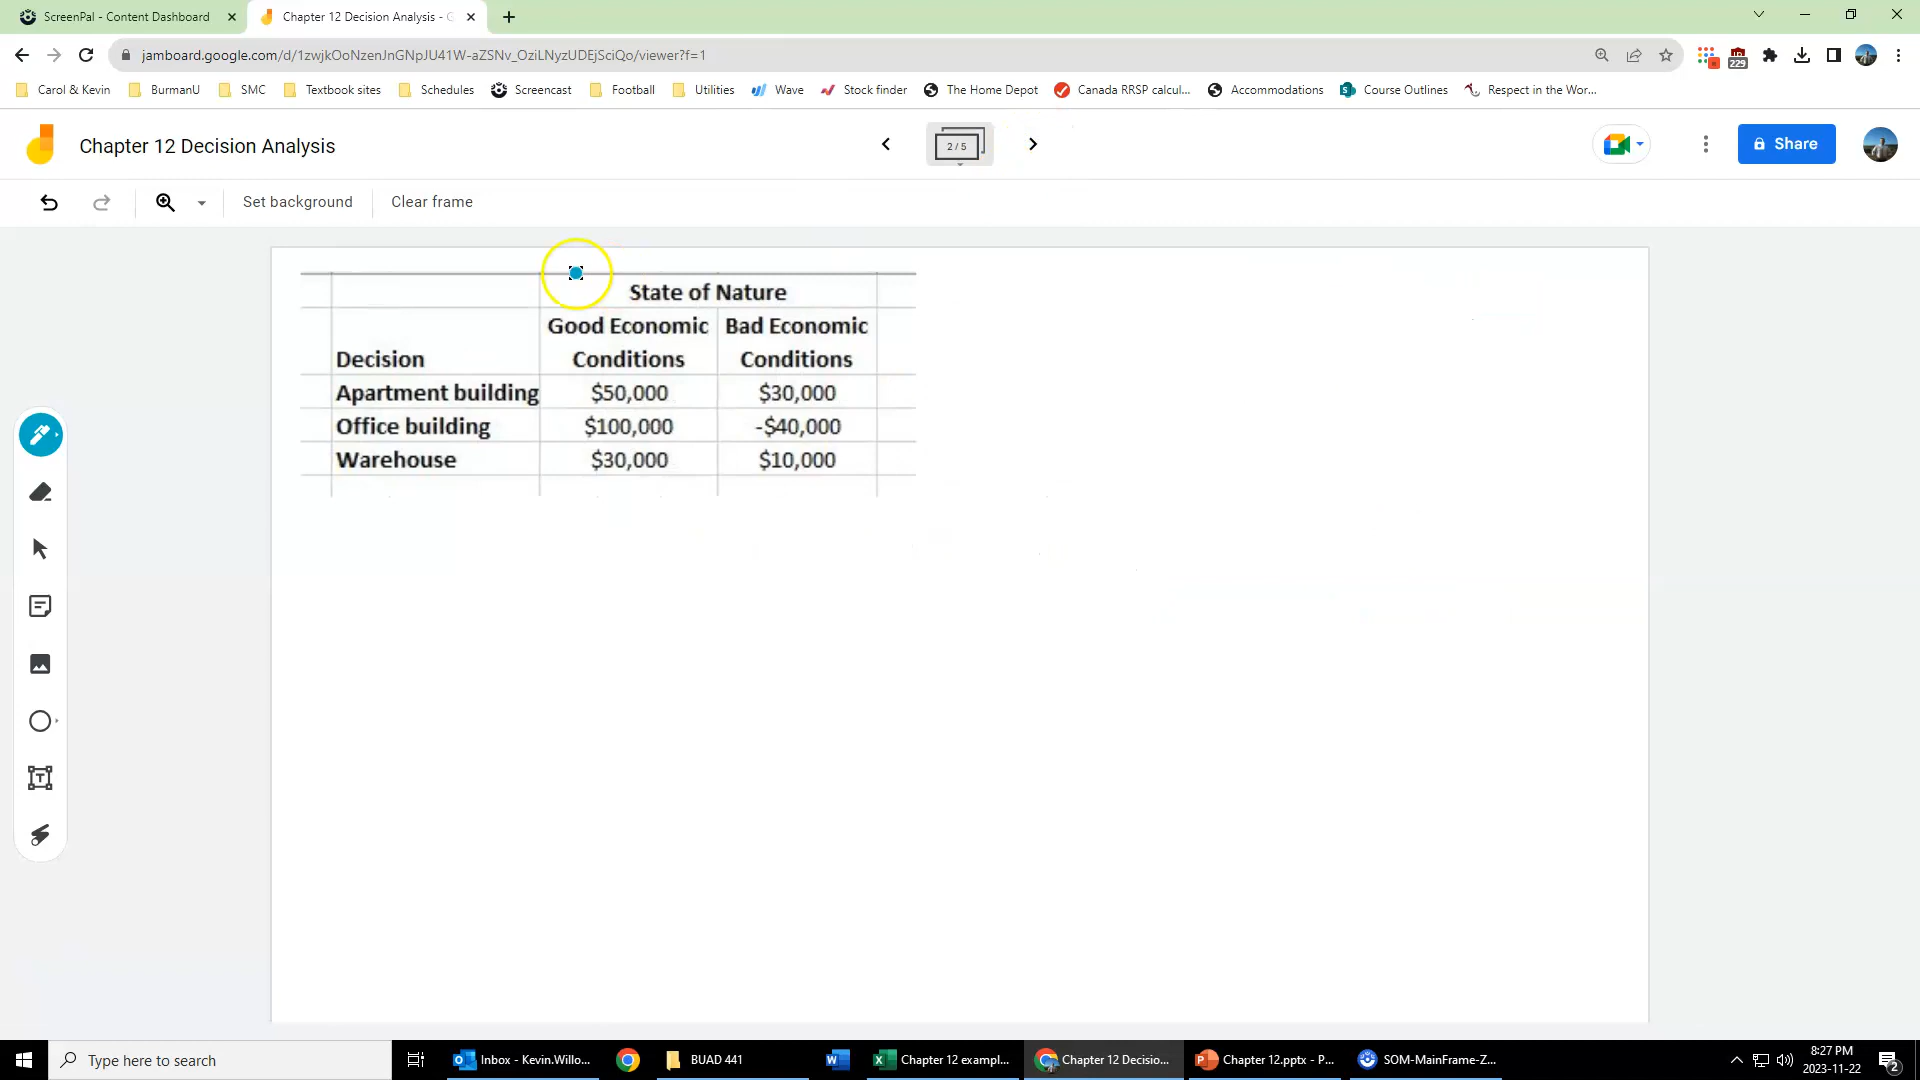 ScreenPal - Content Dashboard
Chapter 12 Decision Analysis - G
jamboard.google.com/d/1zwjkOoNzenJnGNpJU41W-aZSNv_OziLNyzUDEjSciQo/viewer?f=1
229
Carol & Kevin
BurmanU
SMC
Textbook sites
Schedules
Screencast
Football
Utilities
Wave
Stock finder
The Home Depot
Canada RRSP calcul...
Accommodations
Course Outlines
Respect in the Wor...
Chapter 12 Decision Analysis
2 / 5
Share
Set background
Clear frame
State of Nature
Good Economic Bad Economic
Decision Conditions Conditions
Apartment building $50,000 $30,000
Office building $100,000 -$40,000
Warehouse $30,000 $10,000
Type here to search
Inbox - Kevin.Willo...
BUAD 441
Chapter 12 exampl...
Chapter 12 Decisio...
Chapter 12.pptx - P...
SOM-MainFrame-Z...
8:27 PM
2023-11-22
2